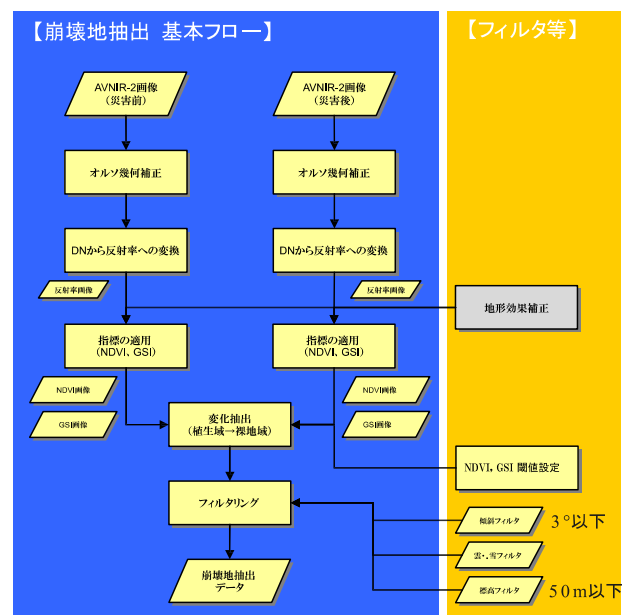 【崩壊地抽出 基本フロー】
【フィルタ等】
AVNIR-2画像
(災害前)
AVNIR-2画像
(災害後)
オルソ幾何補正
オルソ幾何補正
DNから反射率への変換
DNから反射率への変換
反射率画像
反射率画像
地形効果補正
指標の適用
(NDVI、GSI)
指標の適用
(NDVI、GSI)
NDVI画像
NDVI画像
GSI画像
GSI画像
変化抽出
(植生域→裸地域)
NDVI, GSI 閾値設定
フィルタリング
傾斜フィルタ
3°以下
雲・雪フィルタ
標高フィルタ
50m以下
崩壊地抽出
データ